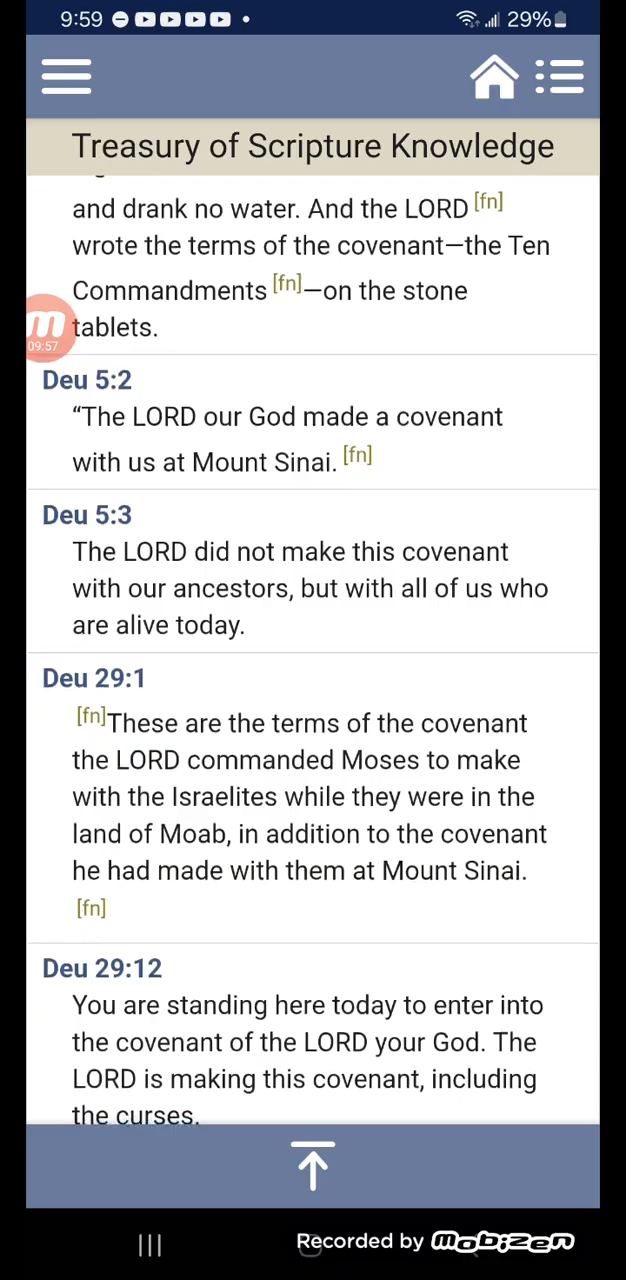 9:59 29%
Treasury of Scripture Knowledge
and drank no water. And the LORD [fn]
wrote the terms of the covenant—the Ten
Commandments [fn]—on the stone
tablets.
09:57
Deu 5:2
“The LORD our God made a covenant
with us at Mount Sinai. [fn]
Deu 5:3
The LORD did not make this covenant
with our ancestors, but with all of us who
are alive today.
Deu 29:1
[fn]These are the terms of the covenant
the LORD commanded Moses to make
with the Israelites while they were in the
land of Moab, in addition to the covenant
he had made with them at Mount Sinai.
[fn]
Deu 29:12
You are standing here today to enter into
the covenant of the LORD your God. The
LORD is making this covenant, including
the curses.
Recorded by Mobizen